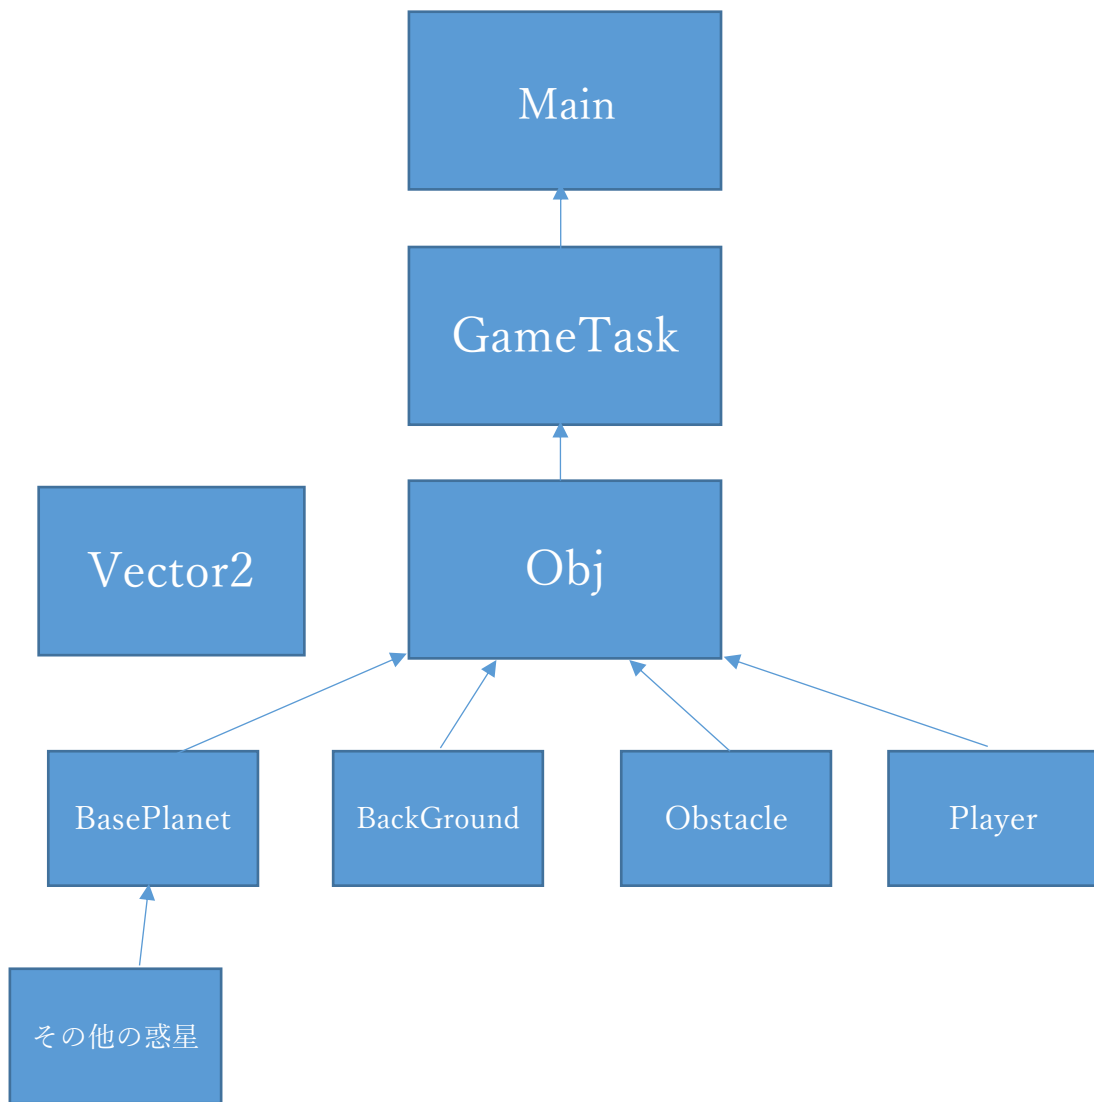 Main
GameTask
Vector2
Obj
BasePlanet
BackGround
Obstacle
Player
その他の惑星